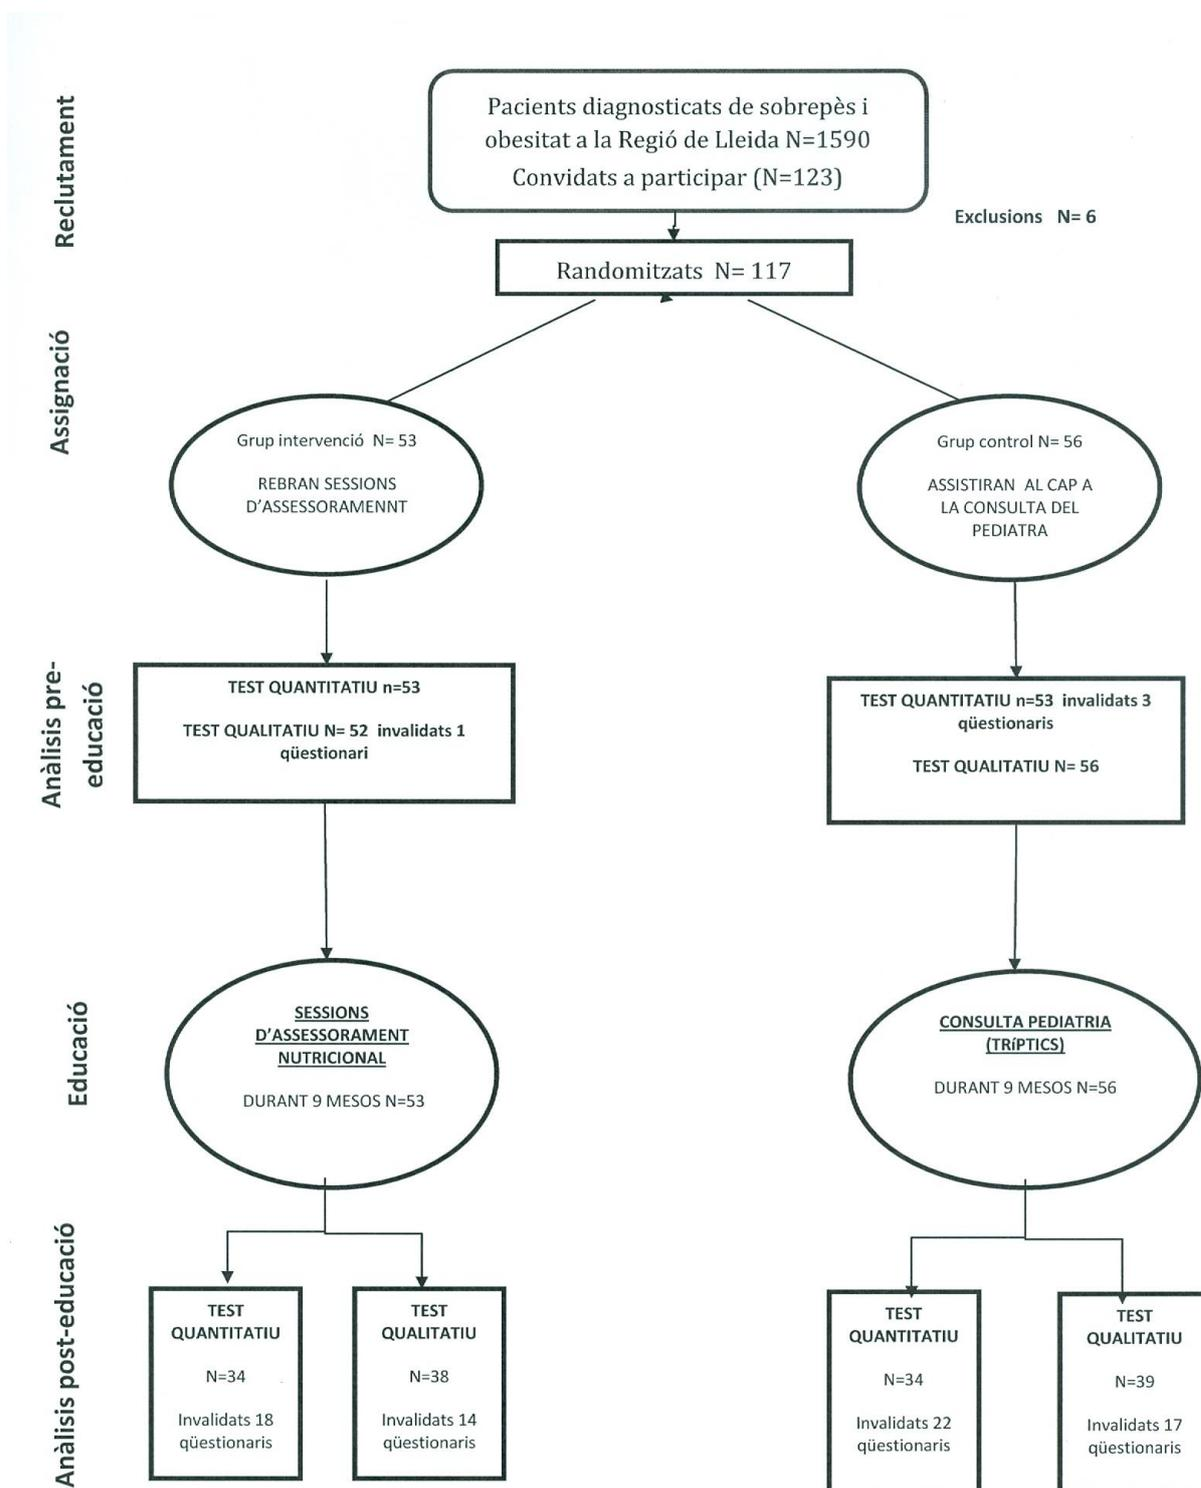 Reclutament
Pacients diagnosticats de sobrepès i
obesitat a la Regió de Lleida N=1590
Convidats a participar (N=123)
Exclusions N= 6
Randomitzats N= 117
Assignació
Grup intervenció N= 53
REBRAN SESSIONS
D'ASSESSORAMENNT
Grup control N= 56
ASSISTIRAN AL CAP A
LA CONSULTA DEL
PEDIATRA
Anàlisis pre-
educació
TEST QUANTITATIU n=53
TEST QUALITATIU N= 52 invalidats 1
qüestionari
TEST QUANTITATIU n=53 invalidats 3
qüestionaris
TEST QUALITATIU N= 56
Educació
SESSIONS
D'ASSESSORAMENT
NUTRICIONAL
DURANT 9 MESOS N=53
CONSULTA PEDIATRIA
(TRíPTICS)
DURANT 9 MESOS N=56
Anàlisis post-educació
TEST
QUANTITATIU
N=34
Invalidats 18
qüestionaris
TEST
QUALITATIU
N=38
Invalidats 14
qüestionaris
TEST
QUANTITATIU
N=34
Invalidats 22
qüestionaris
TEST
QUALITATIU
N=39
Invalidats 17
qüestionaris